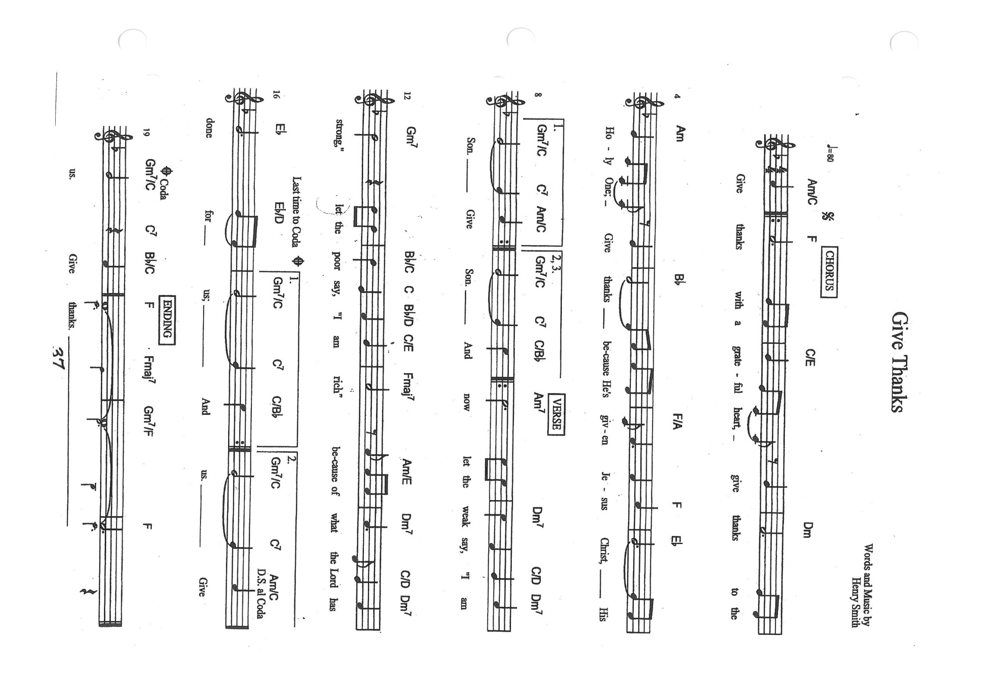 Give Thanks
Words and Music by
Henry Smith
♩=80
CHORUS
Am/C F C/E Dm
Give thanks with a grate - ful heart, – give thanks to the
4
Am B♭ F/A F E♭
Ho - ly One; – Give thanks — be-cause He's giv - en Je - sus Christ, — His
VERSE
8
1. 2, 3.
Gm7/C C7 Am/C Gm7/C C7 C/B♭ Am7 Dm7 C/D Dm7
Son. — Give Son. — And now let the weak say, "I am
12
Gm7 B♭/C C B♭/D C/E Fmaj7 Am/E Dm7 C/D Dm7
strong," let the poor say, "I am rich" be-cause of what the Lord has
Last time to Coda
16
1. 2.
E♭ E♭/D Gm7/C C7 C/B♭ Gm7/C C7 Am/C
D.S. al Coda
done for — us; — And us. — Give
Coda
ENDING
19
Gm7/C C7 B♭/C F Fmaj7 Gm7/F F
us. Give thanks. —
37